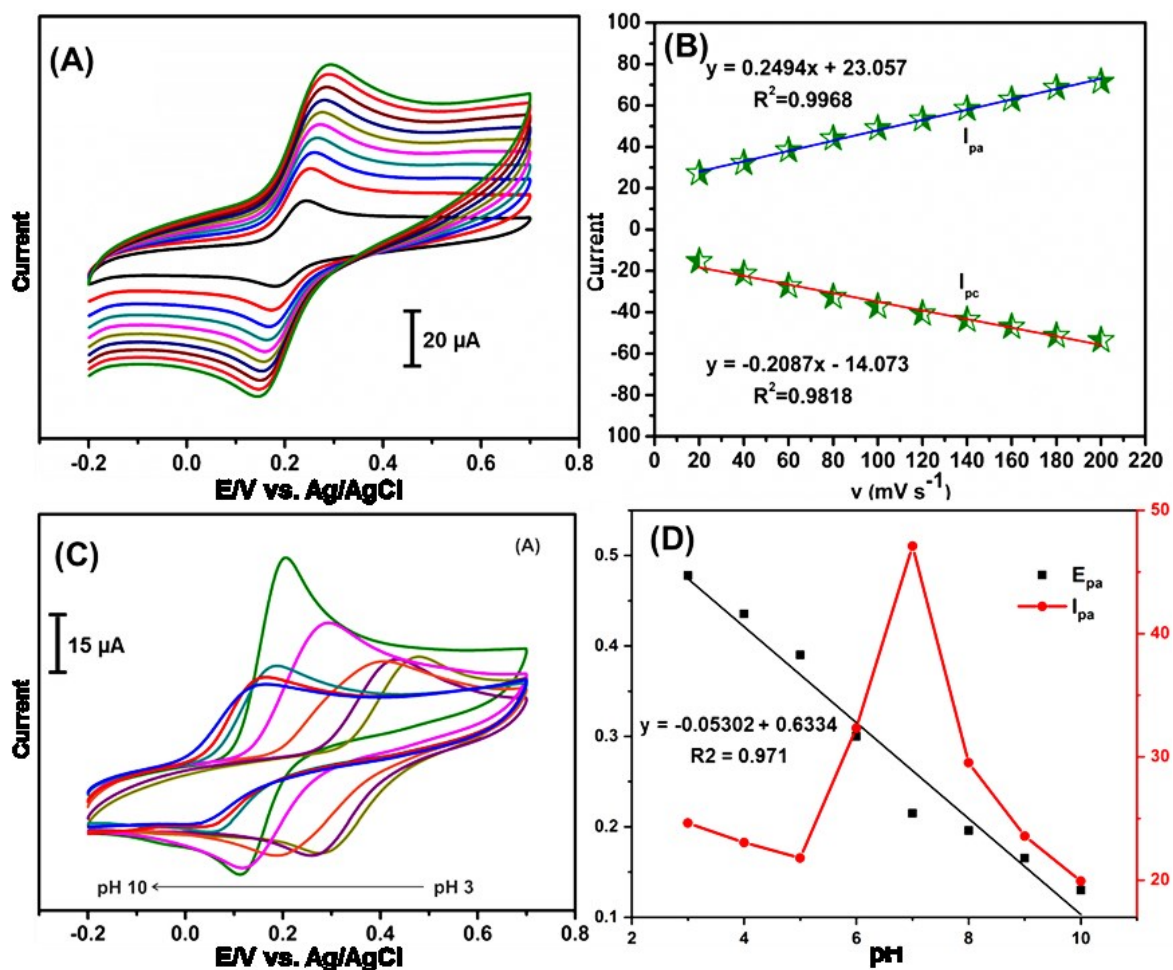 (A)
Current
20 µA
-0.2 0.0 0.2 0.4 0.6 0.8
E/V vs. Ag/AgCl
(B)
Current
100
80
60
40
20
0
-20
-40
-60
-80
100
y = 0.2494x + 23.057
R²=0.9968
I pa
I pc
y = -0.2087x - 14.073
R²=0.9818
0 20 40 60 80 100 120 140 160 180 200 220
v (mV s⁻¹)
(C)
(A)
Current
15 µA
pH 10 pH 3
-0.2 0.0 0.2 0.4 0.6 0.8
E/V vs. Ag/AgCl
(D)
0.5
0.4
0.3
0.2
0.1
E pa
I pa
y = -0.05302 + 0.6334
R2 = 0.971
50
40
30
20
2 4 6 8 10
pH